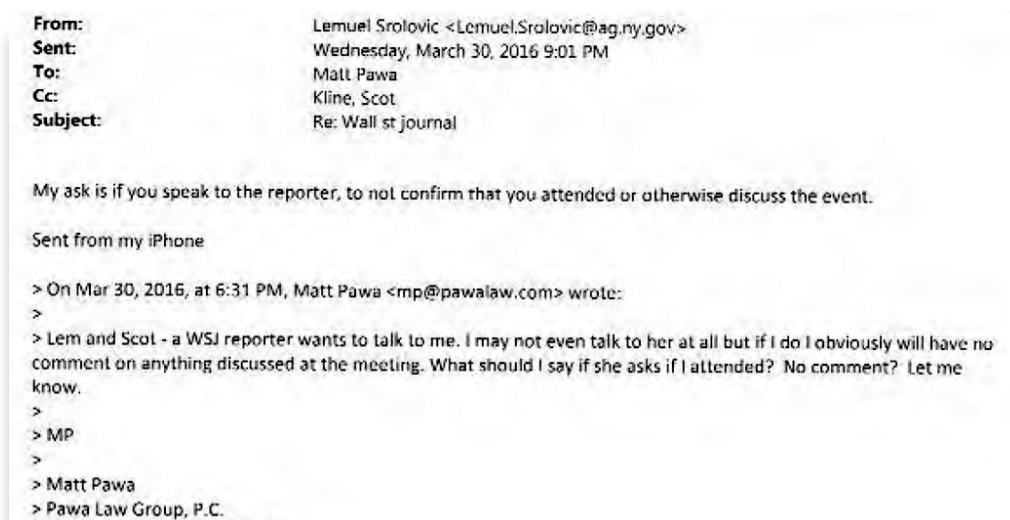 From: Lemuel Srolovic <Lemuel.Srolovic@ag.ny.gov>
Sent: Wednesday, March 30, 2016 9:01 PM
To: Matt Pawa
Cc: Kline, Scot
Subject: Re: Wall st journal
My ask is if you speak to the reporter, to not confirm that you attended or otherwise discuss the event.
Sent from my iPhone
> On Mar 30, 2016, at 6:31 PM, Matt Pawa <mp@pawalaw.com> wrote:
>
> Lem and Scot - a WSJ reporter wants to talk to me. I may not even talk to her at all but if I do I obviously will have no
comment on anything discussed at the meeting. What should I say if she asks if I attended? No comment? Let me
know.
>
> MP
>
> Matt Pawa
> Pawa Law Group, P.C.